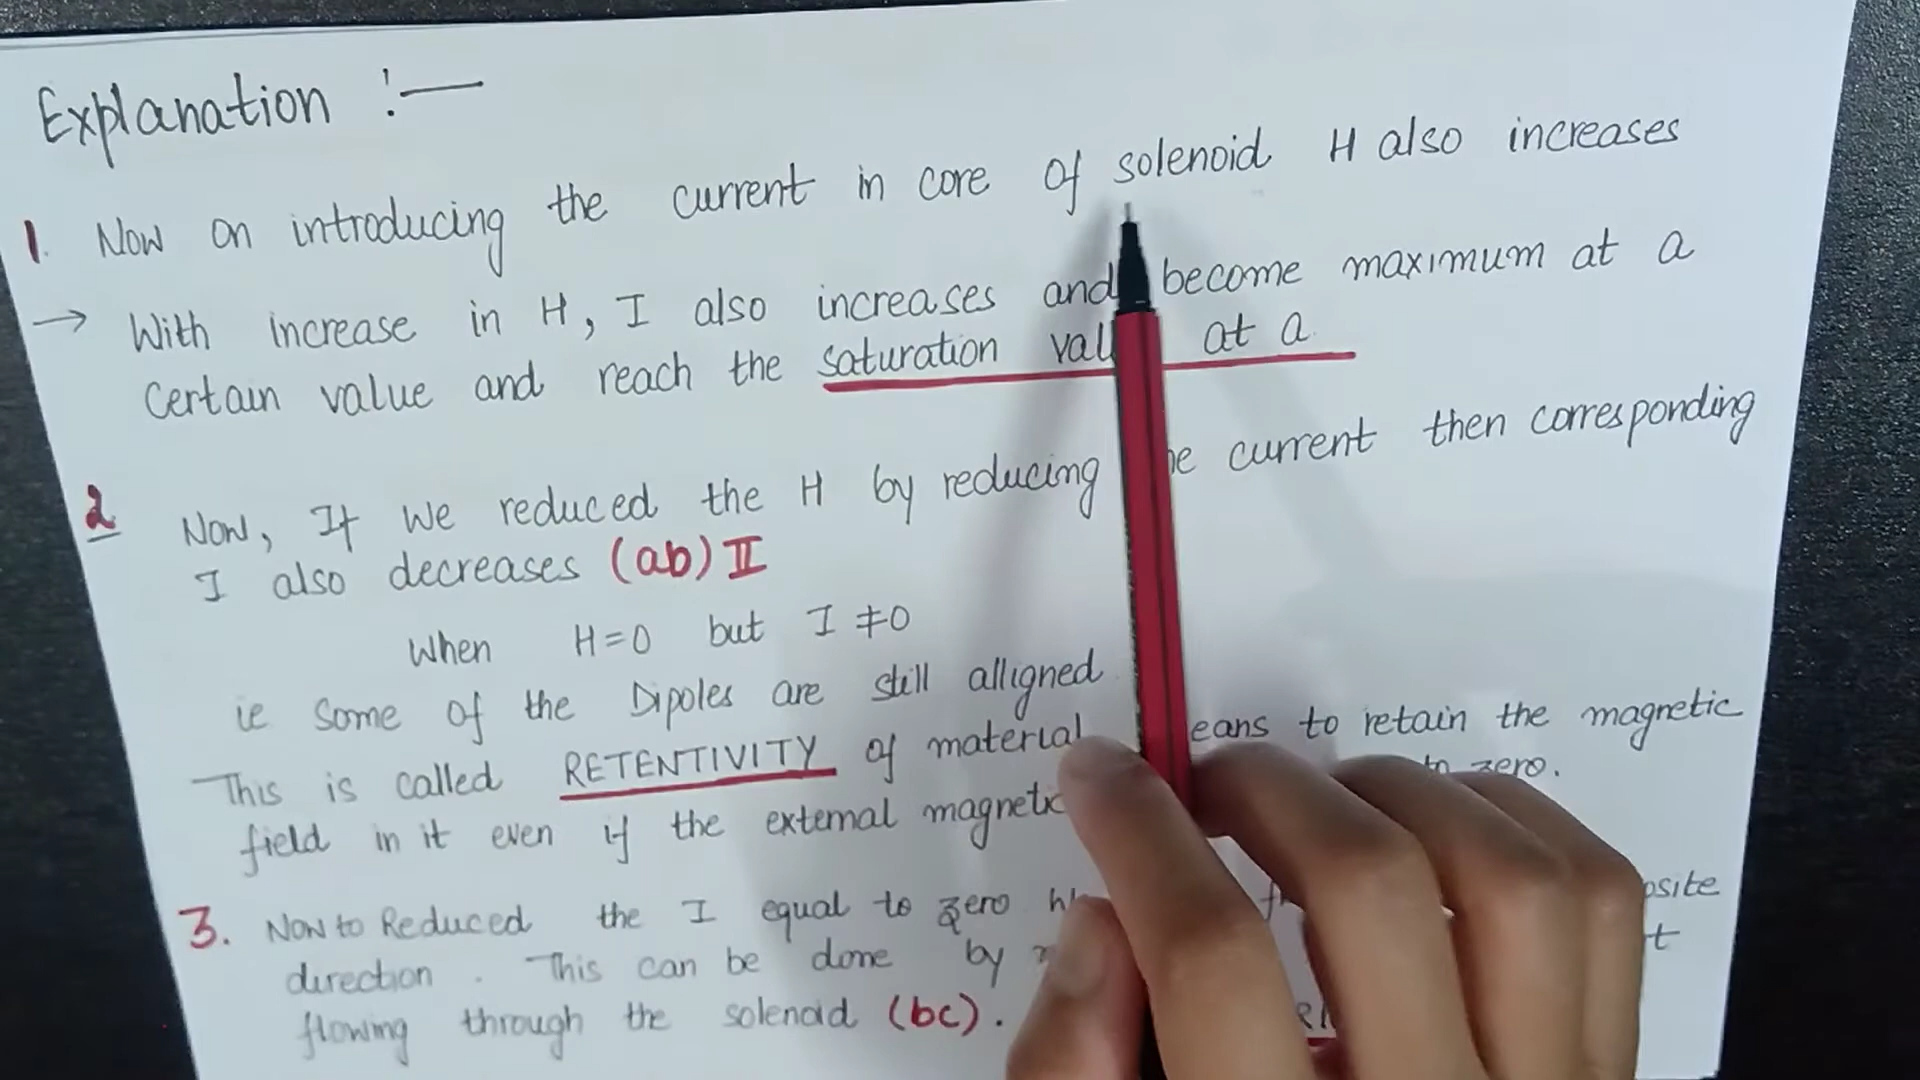 Explanation :—
1. Now on introducing the current in core of solenoid H also increases
→ With increase in H, I also increases and become maximum at a
certain value and reach the saturation val at a
2 Now, If we reduced the H by reducing he current then corresponding
I also decreases (ab) II
When H=0 but I ≠0
ie some of the Dipoles are still alligned
This is called RETENTIVITY of material eans to retain the magnetic
field in it even if the external magnetic zero.
3. Now to Reduced the I equal to zero osite
direction. This can be done by t
flowing through the solenoid (bc).